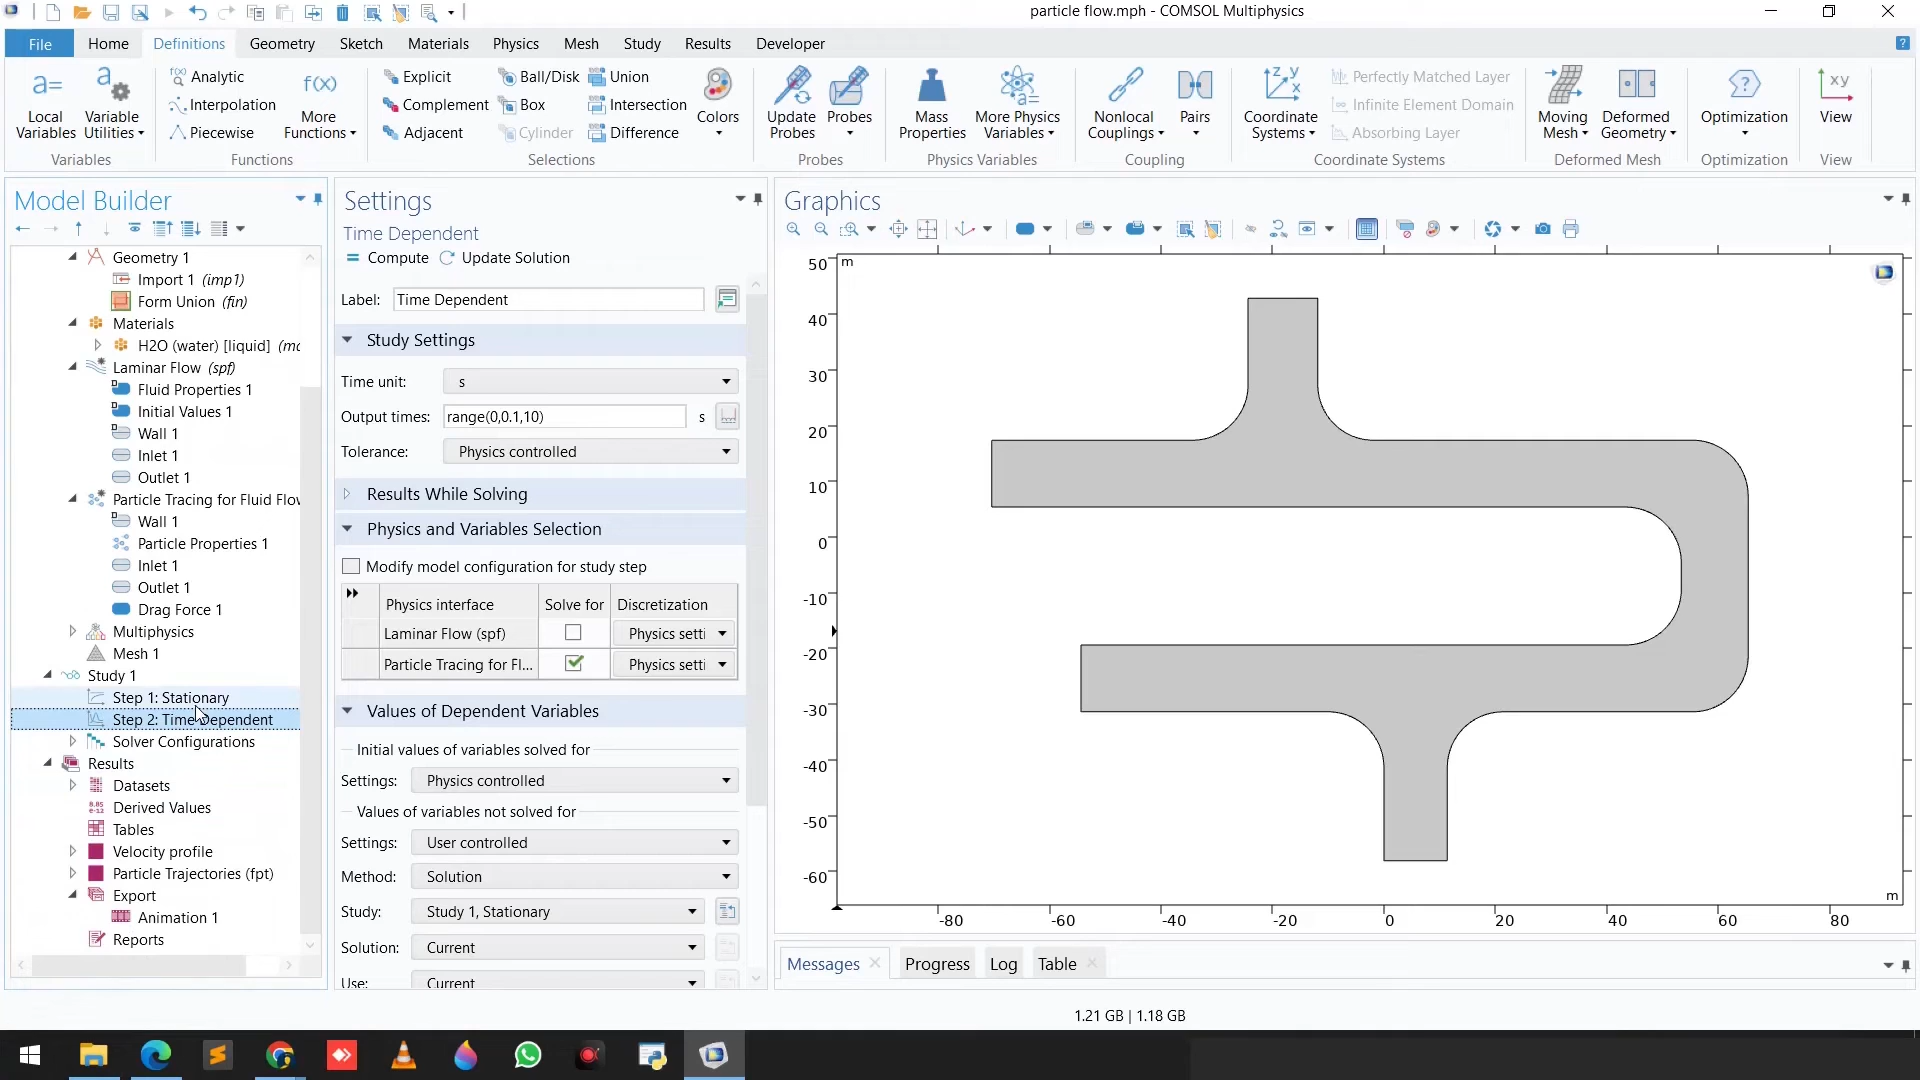 particle flow.mph - COMSOL Multiphysics
File Home Definitions Geometry Sketch Materials Physics Mesh Study Results Developer
a= Local Variables
a Variable Utilities
Variables
f(x) Analytic
Interpolation
Piecewise
f(x) More Functions
Functions
Explicit
Complement
Adjacent
Ball/Disk
Box
Cylinder
Union
Intersection
Difference
Colors
Selections
Update Probes
Probes
Probes
Mass Properties
a= More Physics Variables
Physics Variables
Nonlocal Couplings
Pairs
Coupling
z y x Coordinate Systems
Perfectly Matched Layer
Infinite Element Domain
Absorbing Layer
Coordinate Systems
Moving Mesh
Deformed Geometry
Deformed Mesh
Optimization
Optimization
xy View
View
Model Builder
Geometry 1
Import 1 (imp1)
Form Union (fin)
Materials
H2O (water) [liquid]
Laminar Flow (spf)
Fluid Properties 1
Initial Values 1
Wall 1
Inlet 1
Outlet 1
Particle Tracing for Fluid Flow
Wall 1
Particle Properties 1
Inlet 1
Outlet 1
Drag Force 1
Multiphysics
Mesh 1
Study 1
Step 1: Stationary
Step 2: Time Dependent
Solver Configurations
Results
Datasets
8.85
e-12
Derived Values
Tables
Velocity profile
Particle Trajectories (fpt)
Export
Animation 1
Reports
Settings
Time Dependent
= Compute Update Solution
Label: Time Dependent
Study Settings
Time unit: s
Output times: range(0,0.1,10) s
Tolerance: Physics controlled
Results While Solving
Physics and Variables Selection
Modify model configuration for study step
Physics interface Solve for Discretization
Laminar Flow (spf) Physics setti
Particle Tracing for Fl... Physics setti
Values of Dependent Variables
Initial values of variables solved for
Settings: Physics controlled
Values of variables not solved for
Settings: User controlled
Method: Solution
Study: Study 1, Stationary
Solution: Current
Use: Current
Graphics
m
50
40
30
20
10
0
-10
-20
-30
-40
-50
-60
m
-80 -60 -40 -20 0 20 40 60 80
Messages Progress Log Table
1.21 GB | 1.18 GB